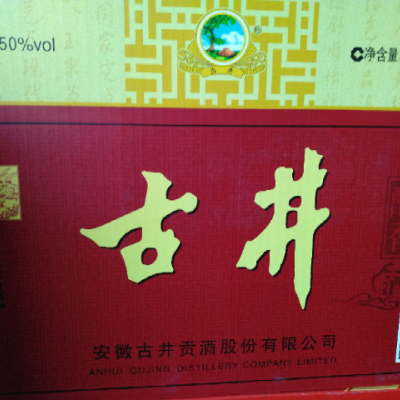 50%vol
古井
净含量
古井
安徽古井贡酒股份有限公司
ANHUI GUJING DISTILLERY COMPANY LIMITED